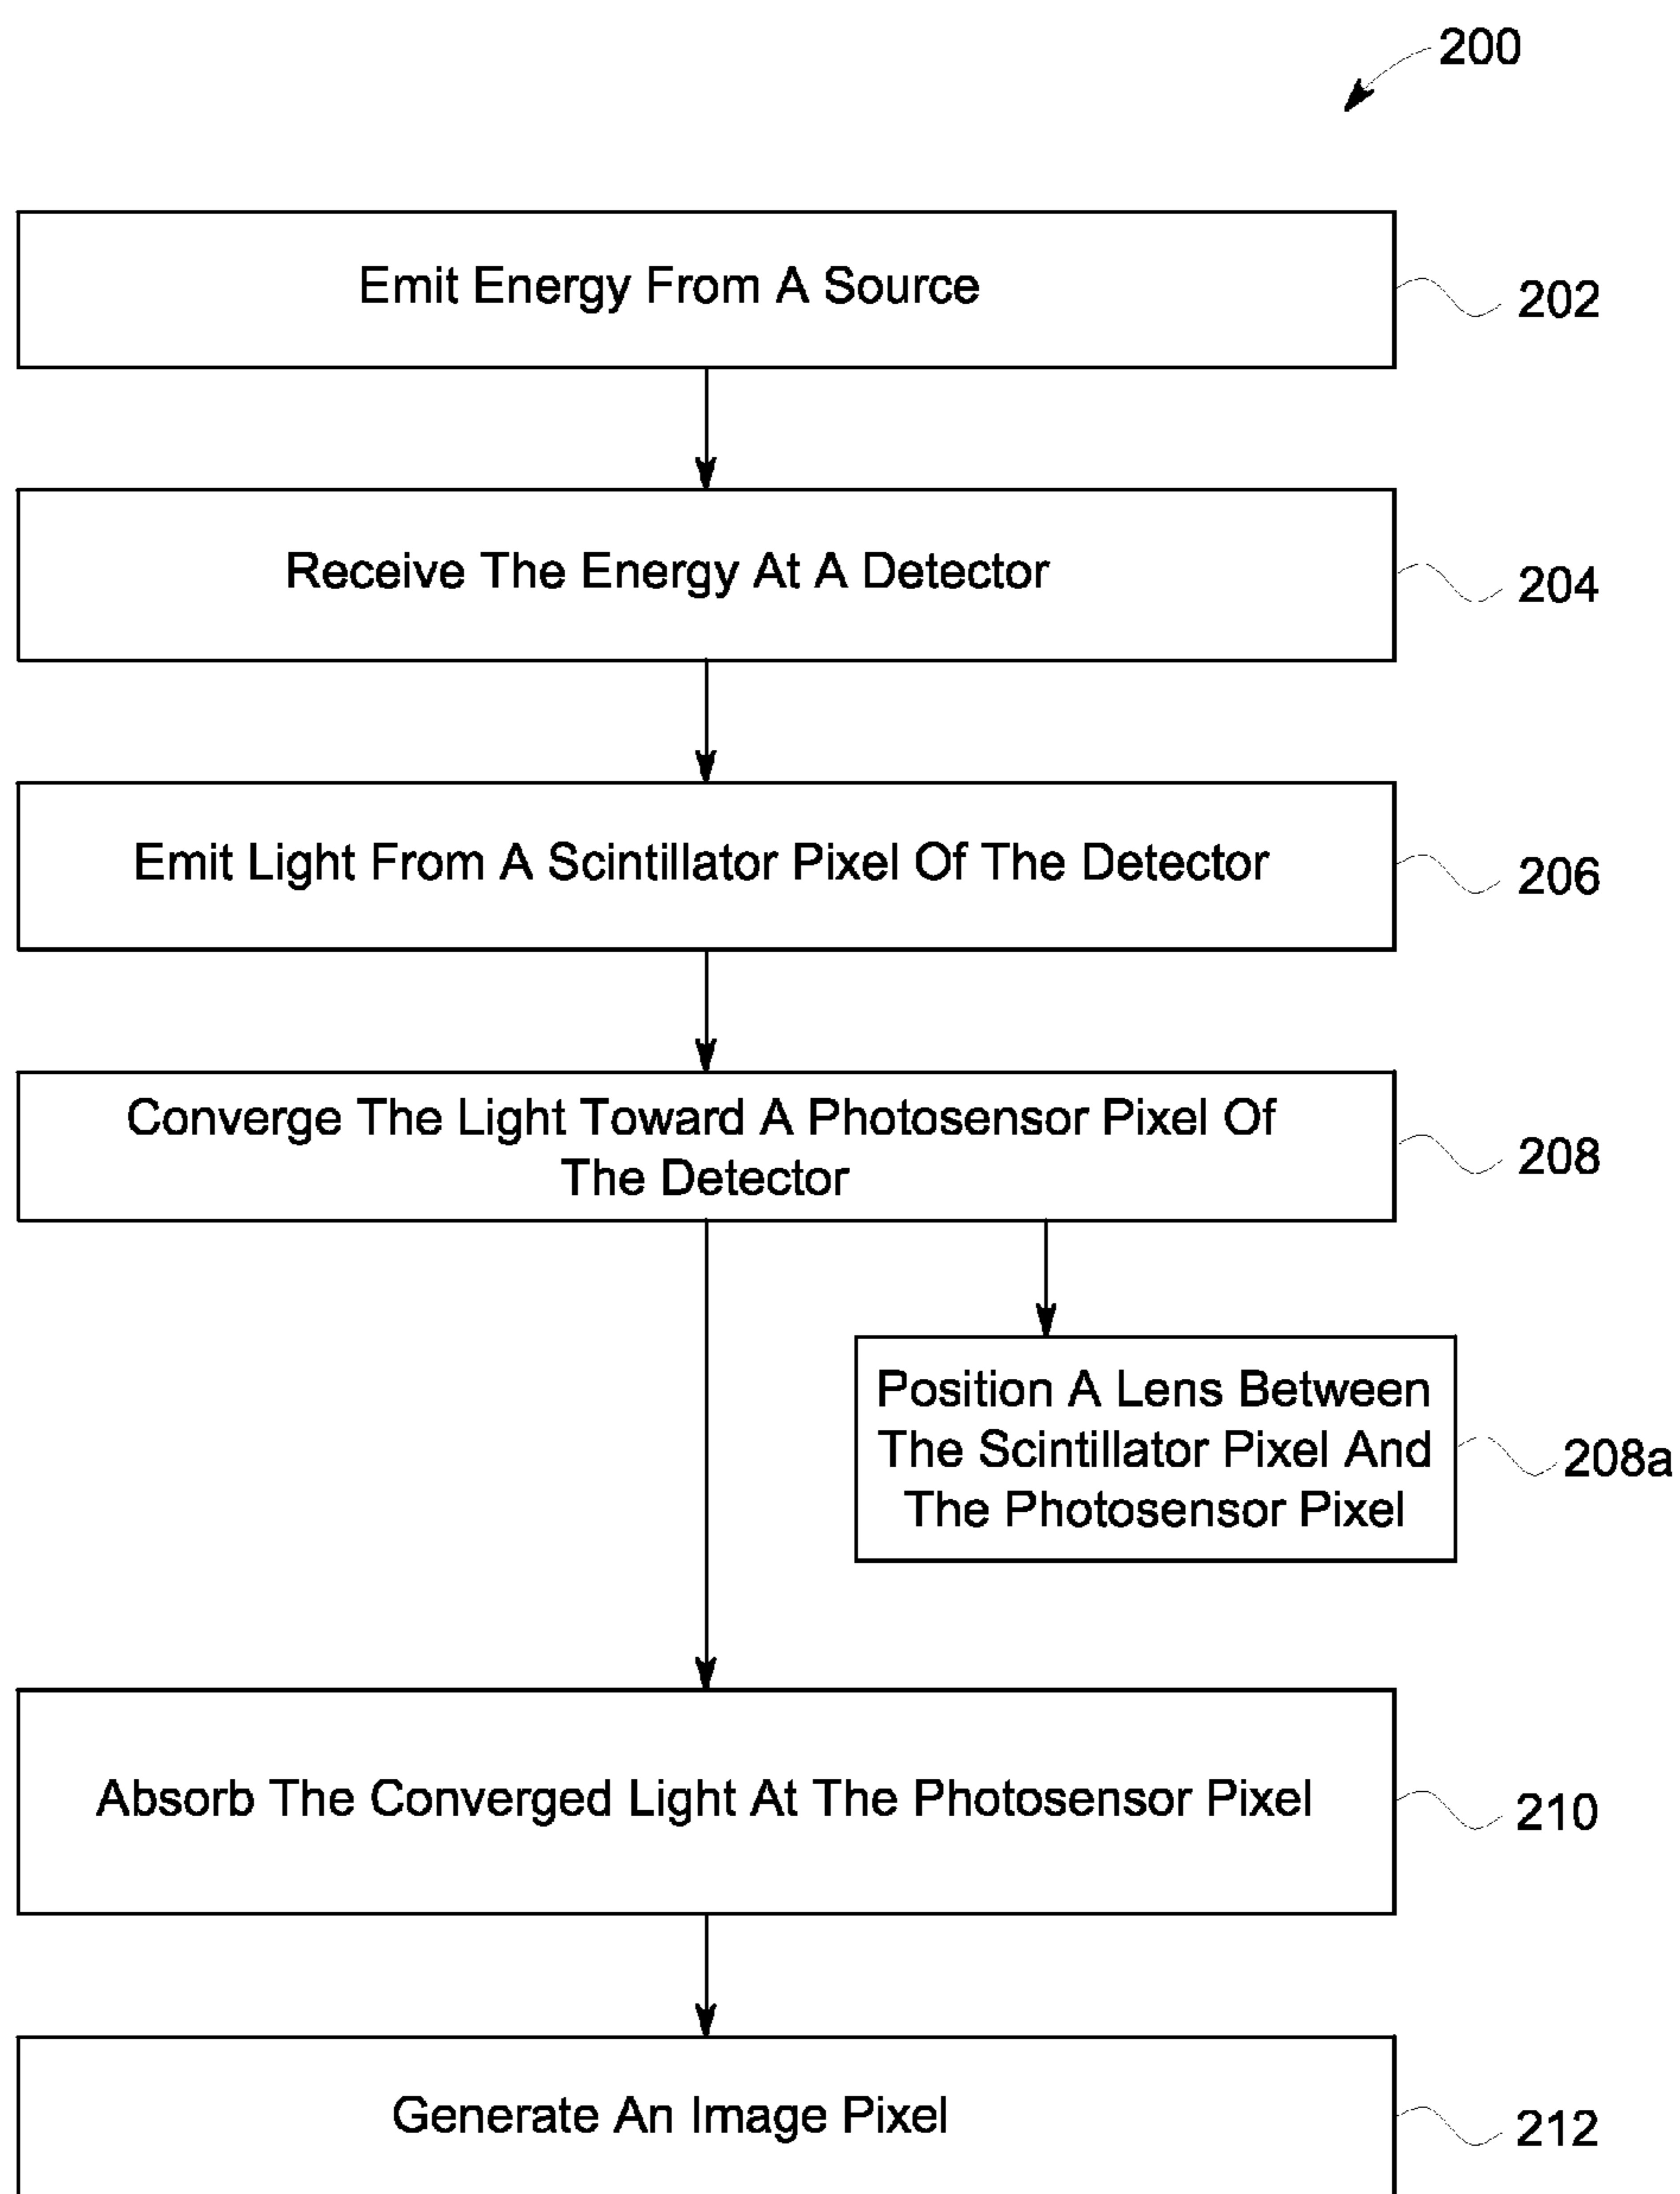 200
Emit Energy From A Source
202
Receive The Energy At A Detector
204
Emit Light From A Scintillator Pixel Of The Detector
206
Converge The Light Toward A Photosensor Pixel Of
The Detector
208
Position A Lens Between
The Scintillator Pixel And
The Photosensor Pixel
208a
Absorb The Converged Light At The Photosensor Pixel
210
Generate An Image Pixel
212